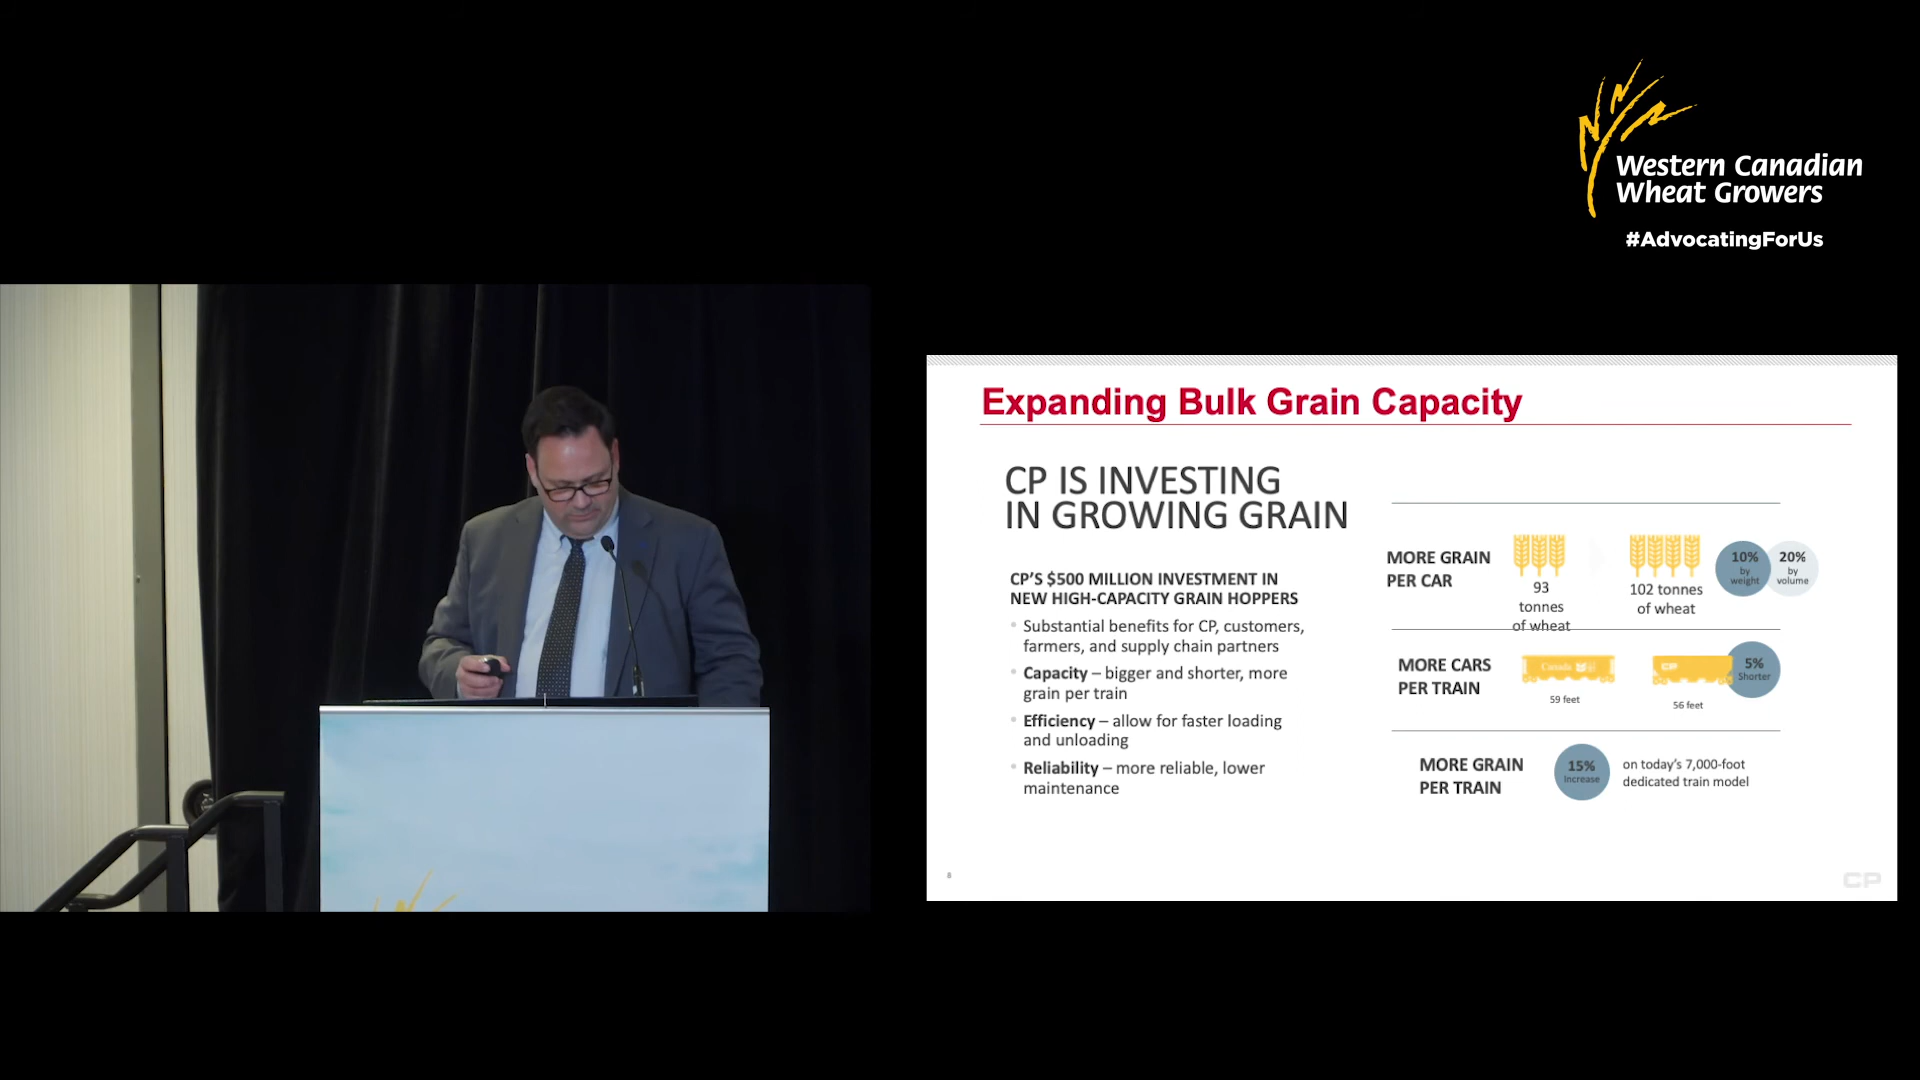 Western Canadian
Wheat Growers
#AdvocatingForUs
Expanding Bulk Grain Capacity
CP IS INVESTING
IN GROWING GRAIN
CP'S $500 MILLION INVESTMENT IN
NEW HIGH-CAPACITY GRAIN HOPPERS
Substantial benefits for CP, customers,
farmers, and supply chain partners
Capacity – bigger and shorter, more
grain per train
Efficiency – allow for faster loading
and unloading
Reliability – more reliable, lower
maintenance
MORE GRAIN
PER CAR
93
tonnes
of wheat
102 tonnes
of wheat
10%
by
weight
20%
by
volume
MORE CARS
PER TRAIN
Canada
59 feet
CP
56 feet
5%
Shorter
MORE GRAIN
PER TRAIN
15%
Increase
on today's 7,000-foot
dedicated train model
8
CP